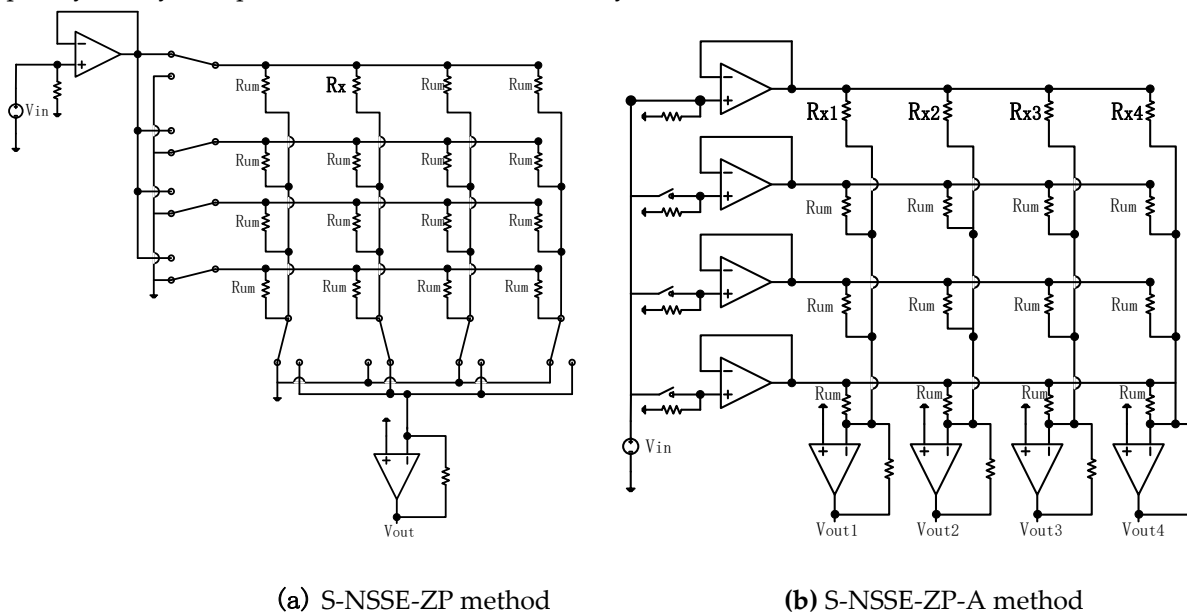 Rum Rx Rum Rum
Vin
Rum Rum Rum Rum
Rum Rum Rum Rum
Rum Rum Rum Rum
Vout
Rx1 Rx2 Rx3 Rx4
Rum Rum Rum Rum
Rum Rum Rum Rum
Rum Rum Rum Rum
Vin
Vout1 Vout2 Vout3 Vout4
(a) S-NSSE-ZP method
(b) S-NSSE-ZP-A method